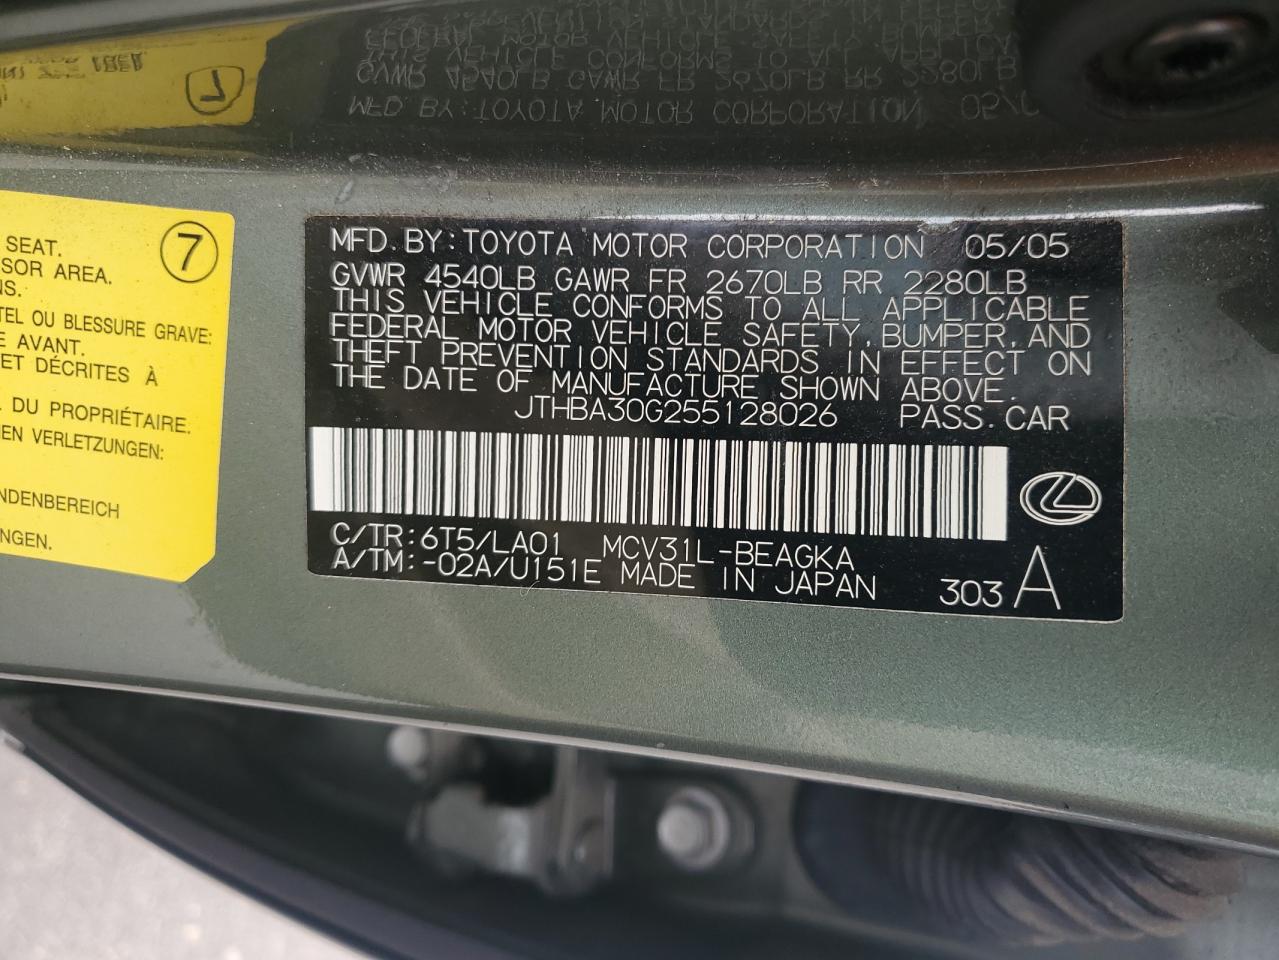 SEAT.
SOR AREA.
NS.
TEL OU BLESSURE GRAVE:
E AVANT.
ET DÉCRITES À
. DU PROPRIÉTAIRE.
NEN VERLETZUNGEN:
NDENBEREICH
NGEN.
7
MFD. BY: TOYOTA MOTOR CORPORATION 05/05
GVWR 4540LB GAWR FR 2670LB RR 2280LB
THIS VEHICLE CONFORMS TO ALL APPLICABLE
FEDERAL MOTOR VEHICLE SAFETY, BUMPER, AND
THEFT PREVENTION STANDARDS IN EFFECT ON
THE DATE OF MANUFACTURE SHOWN ABOVE.
JTHBA30G255128026 PASS. CAR
C/TR: 6T5/LA01 MCV31L-BEAGKA
A/TM: -02A/U151E MADE IN JAPAN 303 A